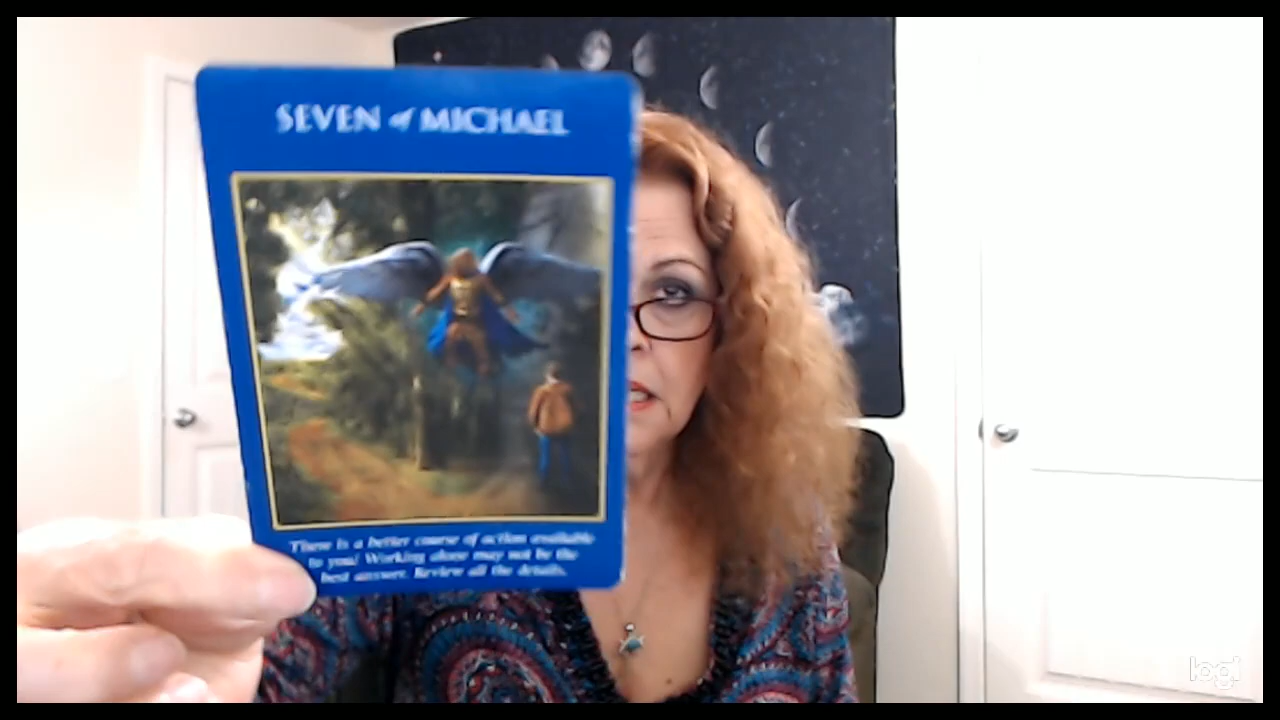 SEVEN of MICHAEL
There is a better course of action available
to you! Working alone may not be the
best answer. Review all the details.
logi